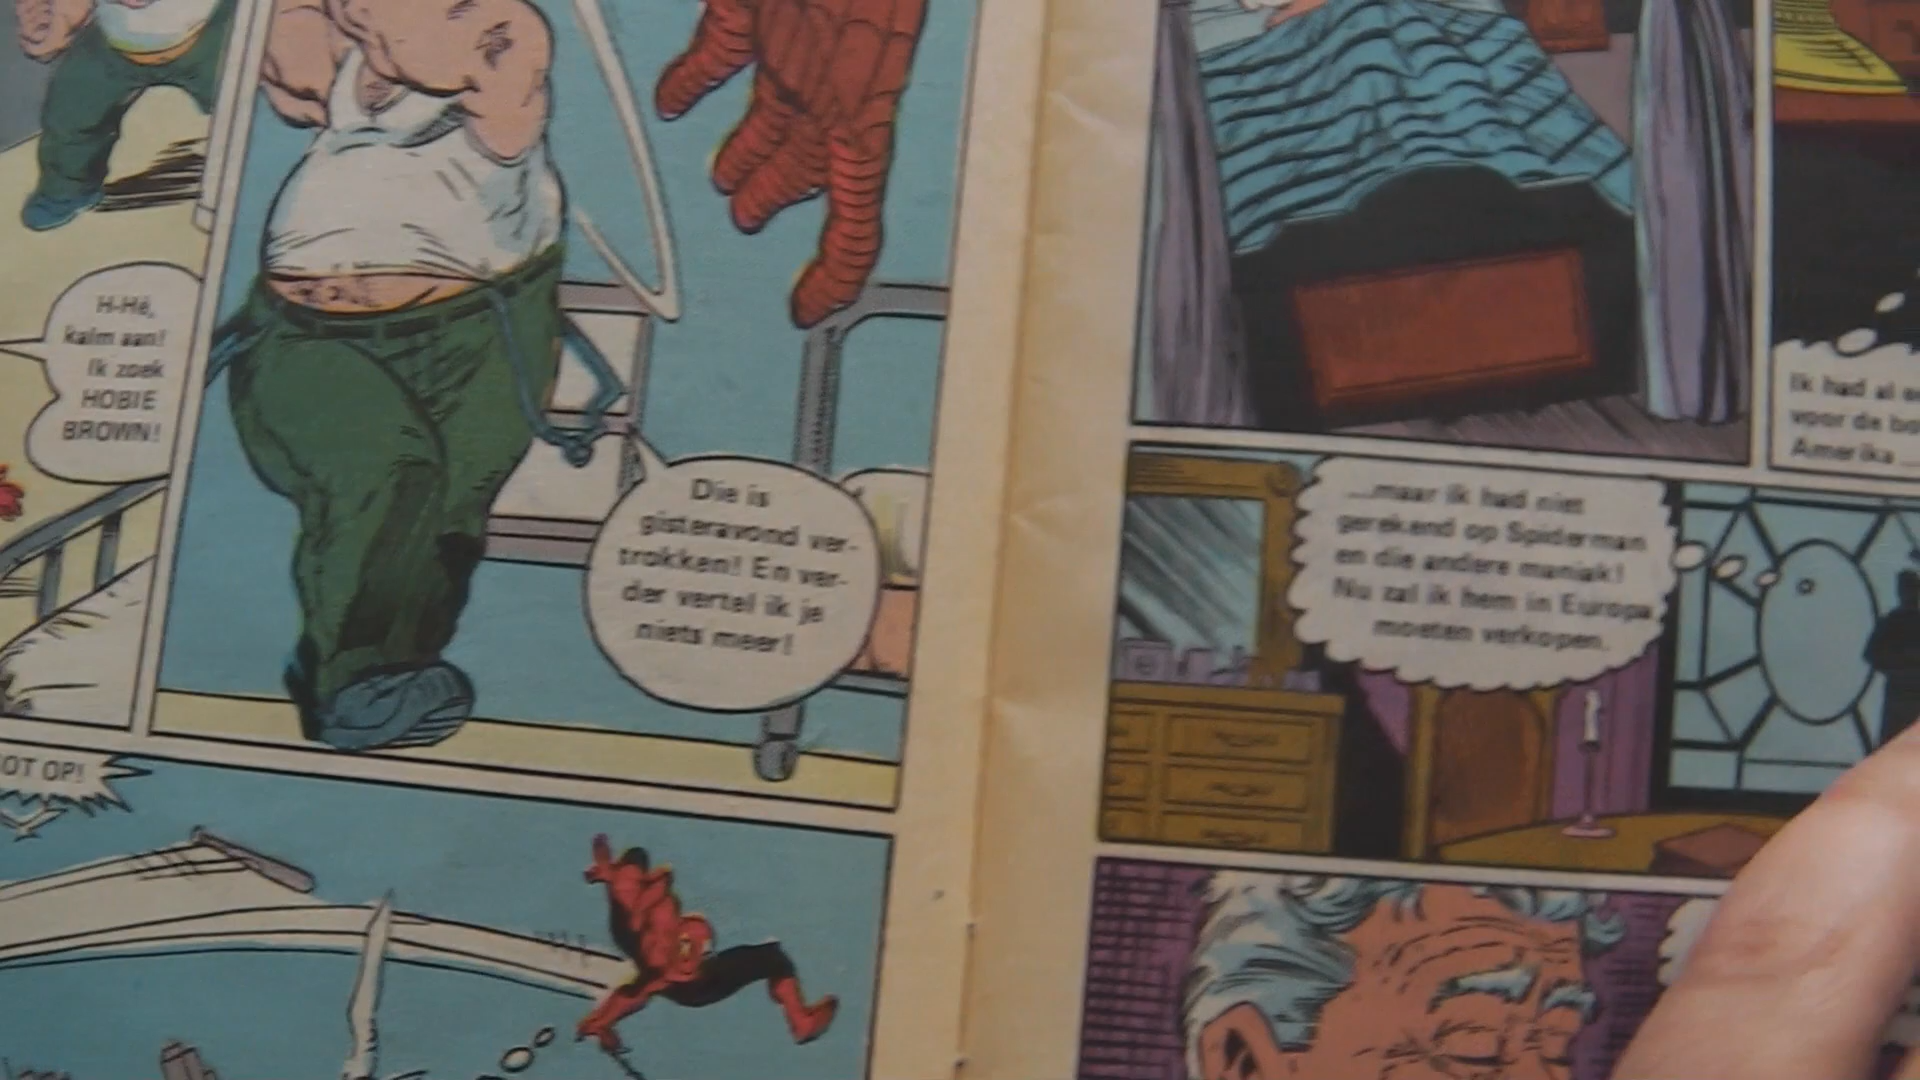 H-Hé,
kalm aan!
Ik zoek
HOBIE
BROWN!
Die is
gisteravond ver-
trokken! En ver-
der vertel ik je
niets meer!
OT OP!
Ik had al
voor de
Amerika ...
...maar ik had niet
gerekend op Spiderman
en die andere maniak!
Nu zal ik hem in Europa
moeten verkopen.